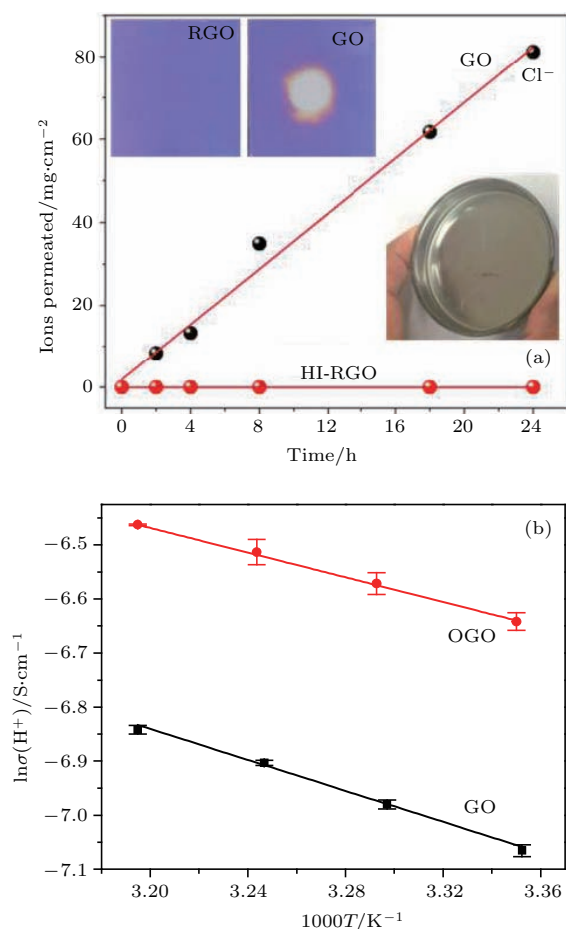 80
60
40
20
0
Ions permeated/mg·cm−2
RGO
GO
GO
Cl−
(a)
HI-RGO
0 4 8 12 16 20 24
Time/h
−6.5
−6.6
−6.7
−6.8
−6.9
−7.0
−7.1
lnσ(H+)/S·cm−1
(b)
OGO
GO
3.20 3.24 3.28 3.32 3.36
1000T/K−1